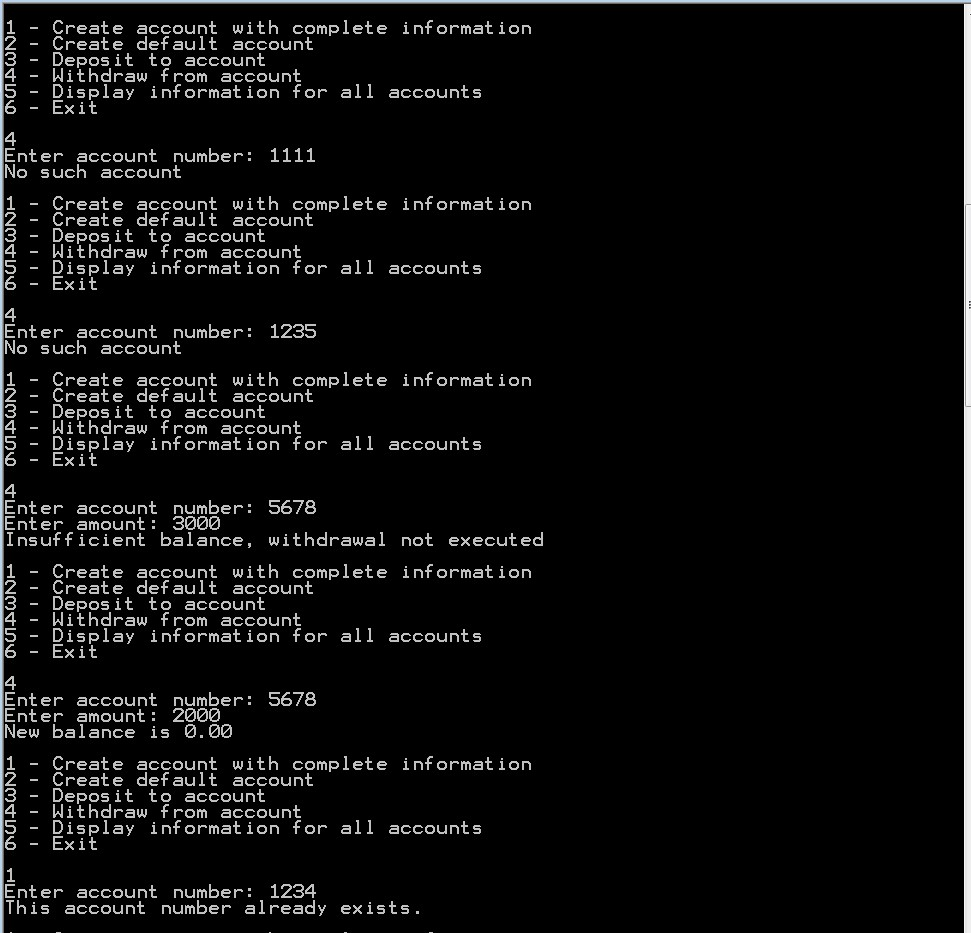 1 - Create account with complete information
2 - Create default account
3 - Deposit to account
4 - Withdraw from account
5 - Display information for all accounts
6 - Exit
4
Enter account number: 1111
No such account
1 - Create account with complete information
2 - Create default account
3 - Deposit to account
4 - Withdraw from account
5 - Display information for all accounts
6 - Exit
4
Enter account number: 1235
No such account
1 - Create account with complete information
2 - Create default account
3 - Deposit to account
4 - Withdraw from account
5 - Display information for all accounts
6 - Exit
4
Enter account number: 5678
Enter amount: 3000
Insufficient balance, withdrawal not executed
1 - Create account with complete information
2 - Create default account
3 - Deposit to account
4 - Withdraw from account
5 - Display information for all accounts
6 - Exit
4
Enter account number: 5678
Enter amount: 2000
New balance is 0.00
1 - Create account with complete information
2 - Create default account
3 - Deposit to account
4 - Withdraw from account
5 - Display information for all accounts
6 - Exit
1
Enter account number: 1234
This account number already exists.